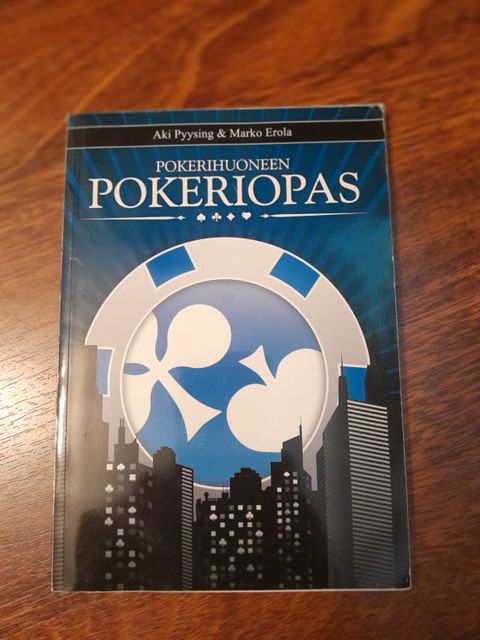 Aki Pyysing & Marko Erola
POKERIHUONEEN
POKERIOPAS